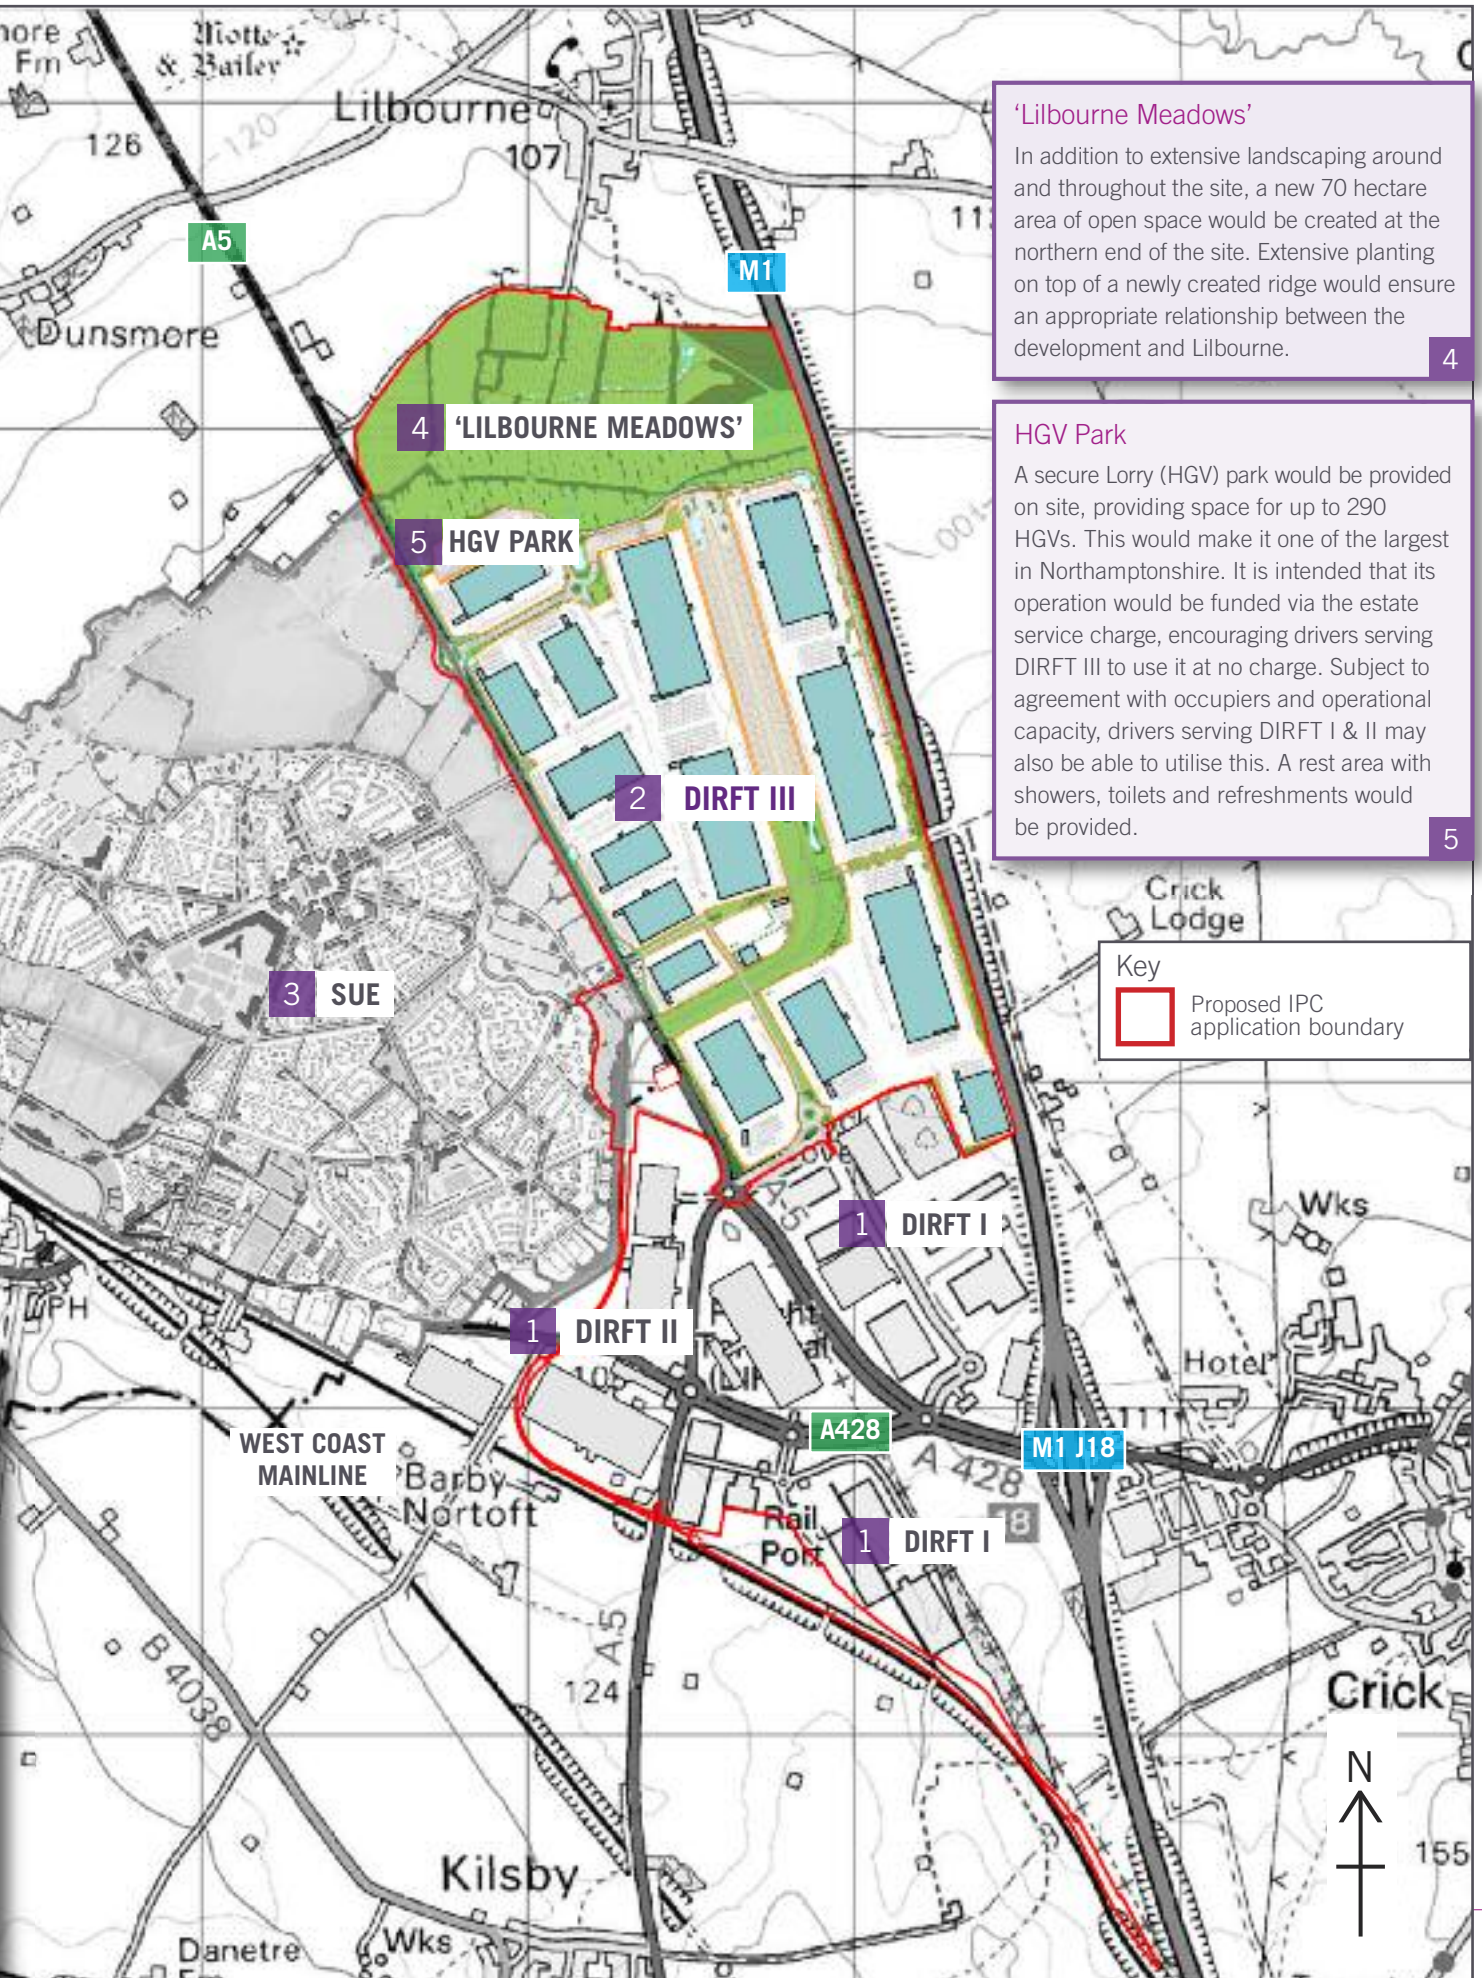 Motte
& Bailey
Fm
Lilbourne
107
126
120
A5
M1
Dunsmore
4 'LILBOURNE MEADOWS'
5 HGV PARK
100
2 DIRFT III
3 SUE
'Lilbourne Meadows'
In addition to extensive landscaping around
and throughout the site, a new 70 hectare
area of open space would be created at the
northern end of the site. Extensive planting
on top of a newly created ridge would ensure
an appropriate relationship between the
development and Lilbourne.
4
HGV Park
A secure Lorry (HGV) park would be provided
on site, providing space for up to 290
HGVs. This would make it one of the largest
in Northamptonshire. It is intended that its
operation would be funded via the estate
service charge, encouraging drivers serving
DIRFT III to use it at no charge. Subject to
agreement with occupiers and operational
capacity, drivers serving DIRFT I & II may
also be able to utilise this. A rest area with
showers, toilets and refreshments would
be provided.
5
Crick
Lodge
Key
Proposed IPC
application boundary
A5
1 DIRFT I
Wks
PH
1 DIRFT II
Hotel
111
A428
A 428
M1 J18
WEST COAST
MAINLINE
Barby
Nortoft
Rail
Port
1 DIRFT I
B 4038
A5
124
Crick
N
155
Kilsby
Danetre
Wks